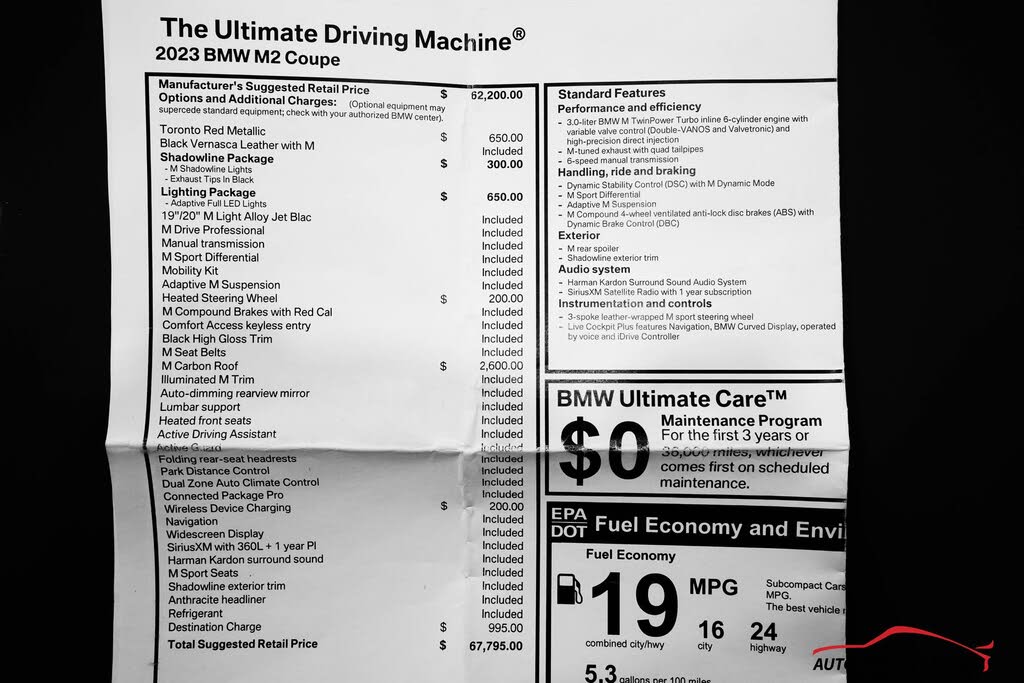 The Ultimate Driving Machine®
2023 BMW M2 Coupe
Manufacturer's Suggested Retail Price $ 62,200.00
Options and Additional Charges: (Optional equipment may
supercede standard equipment; check with your authorized BMW center).
Toronto Red Metallic $ 650.00
Black Vernasca Leather with M Included
Shadowline Package $ 300.00
- M Shadowline Lights
- Exhaust Tips In Black
Lighting Package $ 650.00
- Adaptive Full LED Lights
19"/20" M Light Alloy Jet Blac Included
M Drive Professional Included
Manual transmission Included
M Sport Differential Included
Mobility Kit Included
Adaptive M Suspension Included
Heated Steering Wheel $ 200.00
M Compound Brakes with Red Cal Included
Comfort Access keyless entry Included
Black High Gloss Trim Included
M Seat Belts Included
M Carbon Roof $ 2,600.00
Illuminated M Trim Included
Auto-dimming rearview mirror Included
Lumbar support Included
Heated front seats Included
Active Driving Assistant Included
Active Guard Included
Folding rear-seat headrests Included
Park Distance Control Included
Dual Zone Auto Climate Control Included
Connected Package Pro Included
Wireless Device Charging $ 200.00
Navigation Included
Widescreen Display Included
SiriusXM with 360L + 1 year Pl Included
Harman Kardon surround sound Included
M Sport Seats Included
Shadowline exterior trim Included
Anthracite headliner Included
Refrigerant Included
Destination Charge $ 995.00
Total Suggested Retail Price $ 67,795.00
Standard Features
Performance and efficiency
- 3.0-liter BMW M TwinPower Turbo inline 6-cylinder engine with
variable valve control (Double-VANOS and Valvetronic) and
high-precision direct injection
- M-tuned exhaust with quad tailpipes
- 6-speed manual transmission
Handling, ride and braking
- Dynamic Stability Control (DSC) with M Dynamic Mode
- M Sport Differential
- Adaptive M Suspension
- M Compound 4-wheel ventilated anti-lock disc brakes (ABS) with
Dynamic Brake Control (DBC)
Exterior
- M rear spoiler
- Shadowline exterior trim
Audio system
- Harman Kardon Surround Sound Audio System
- SiriusXM Satellite Radio with 1 year subscription
Instrumentation and controls
- 3-spoke leather-wrapped M sport steering wheel
- Live Cockpit Plus features Navigation, BMW Curved Display, operated
by voice and iDrive Controller
BMW Ultimate Care™
$0 Maintenance Program
For the first 3 years or
36,000 miles, whichever
comes first on scheduled
maintenance.
EPA
DOT Fuel Economy and Envi
Fuel Economy
19 MPG
combined city/hwy
16
city
24
highway
Subcompact Cars
MPG.
The best vehicle
5.3 gallons per 100 miles
AUTO